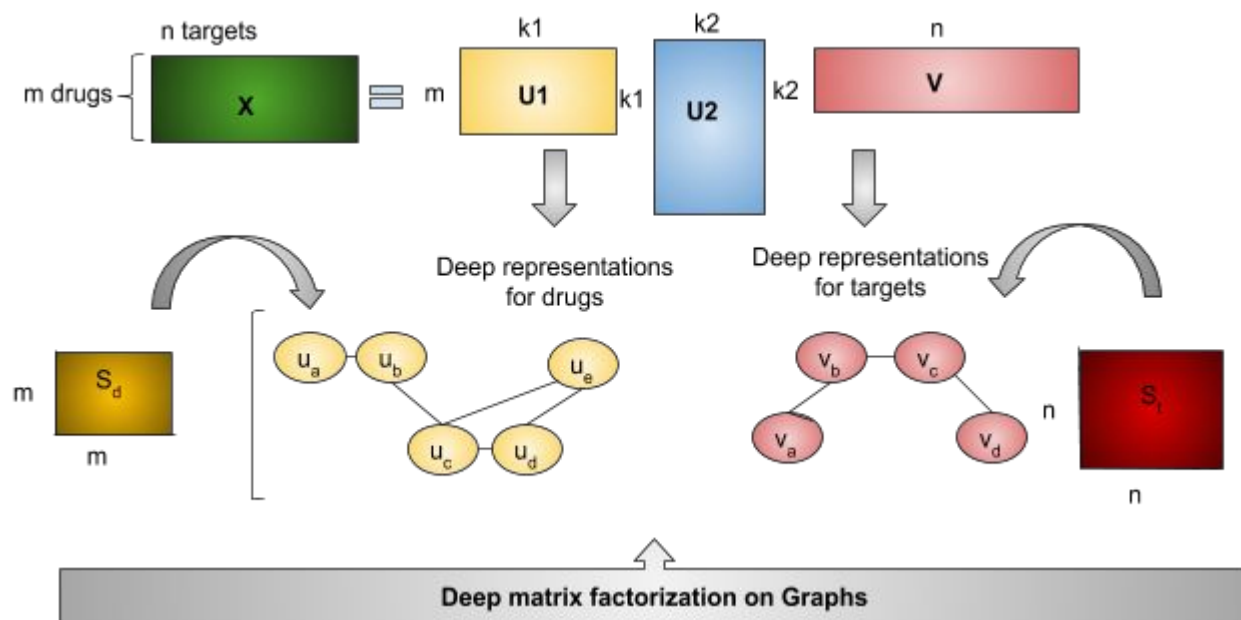 n targets
k1
k2
n
m drugs
X
m
U1
k1
U2
k2
V
Deep representations
for drugs
Deep representations
for targets
m
S_d
m
u_a
u_b
u_e
u_c
u_d
v_b
v_c
v_a
v_d
n
S_t
n
Deep matrix factorization on Graphs